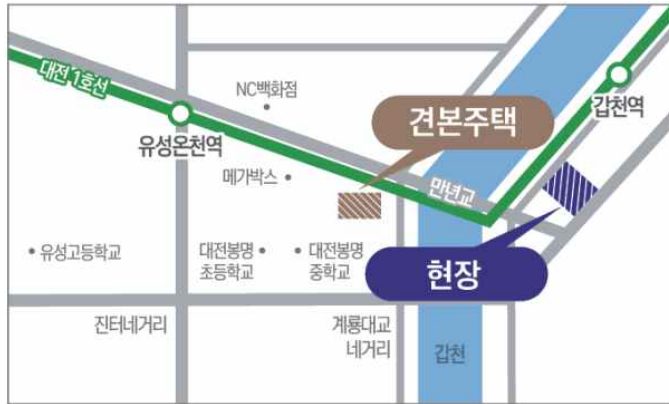 대전 1호선
NC백화점
갑천역
견본주택
유성온천역
메가박스
만년교
유성고등학교
대전봉명
초등학교
대전봉명
중학교
현장
진터네거리
계룡대교
네거리
갑천